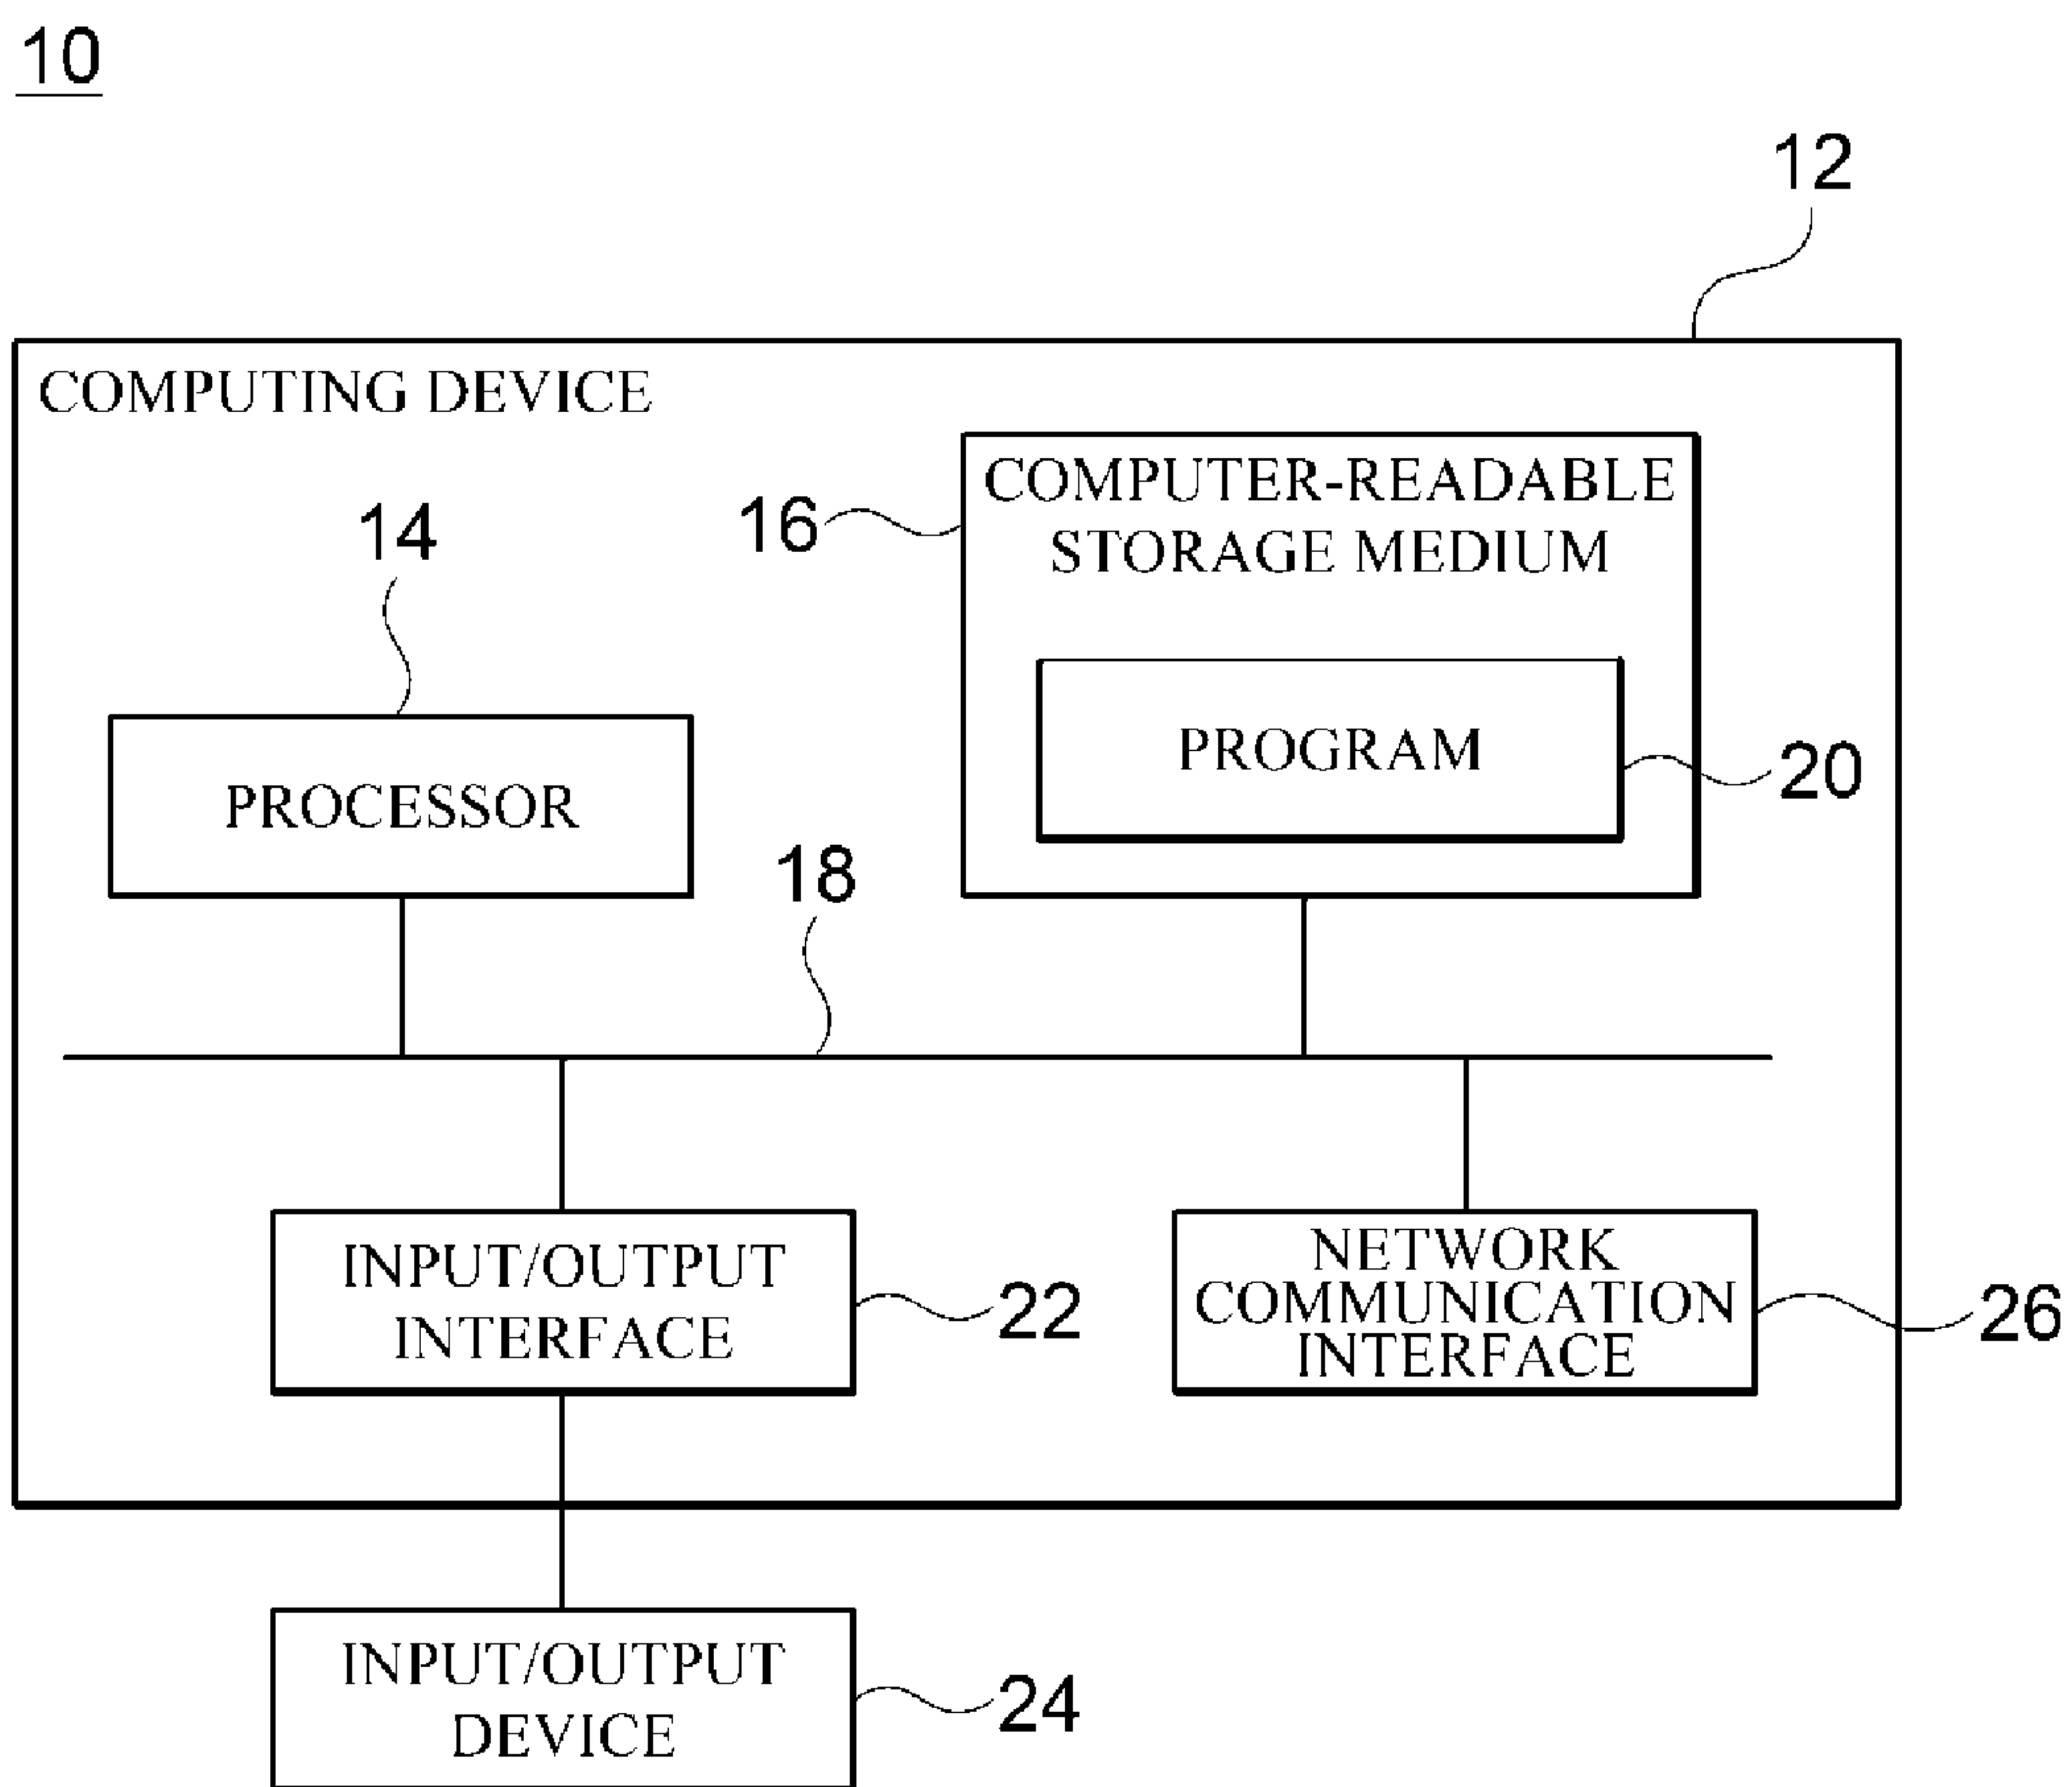 10
12
COMPUTING DEVICE
16
COMPUTER-READABLE
STORAGE MEDIUM
14
PROGRAM
20
PROCESSOR
18
INPUT/OUTPUT
INTERFACE
22
NETWORK
COMMUNICATION
INTERFACE
26
INPUT/OUTPUT
DEVICE
24